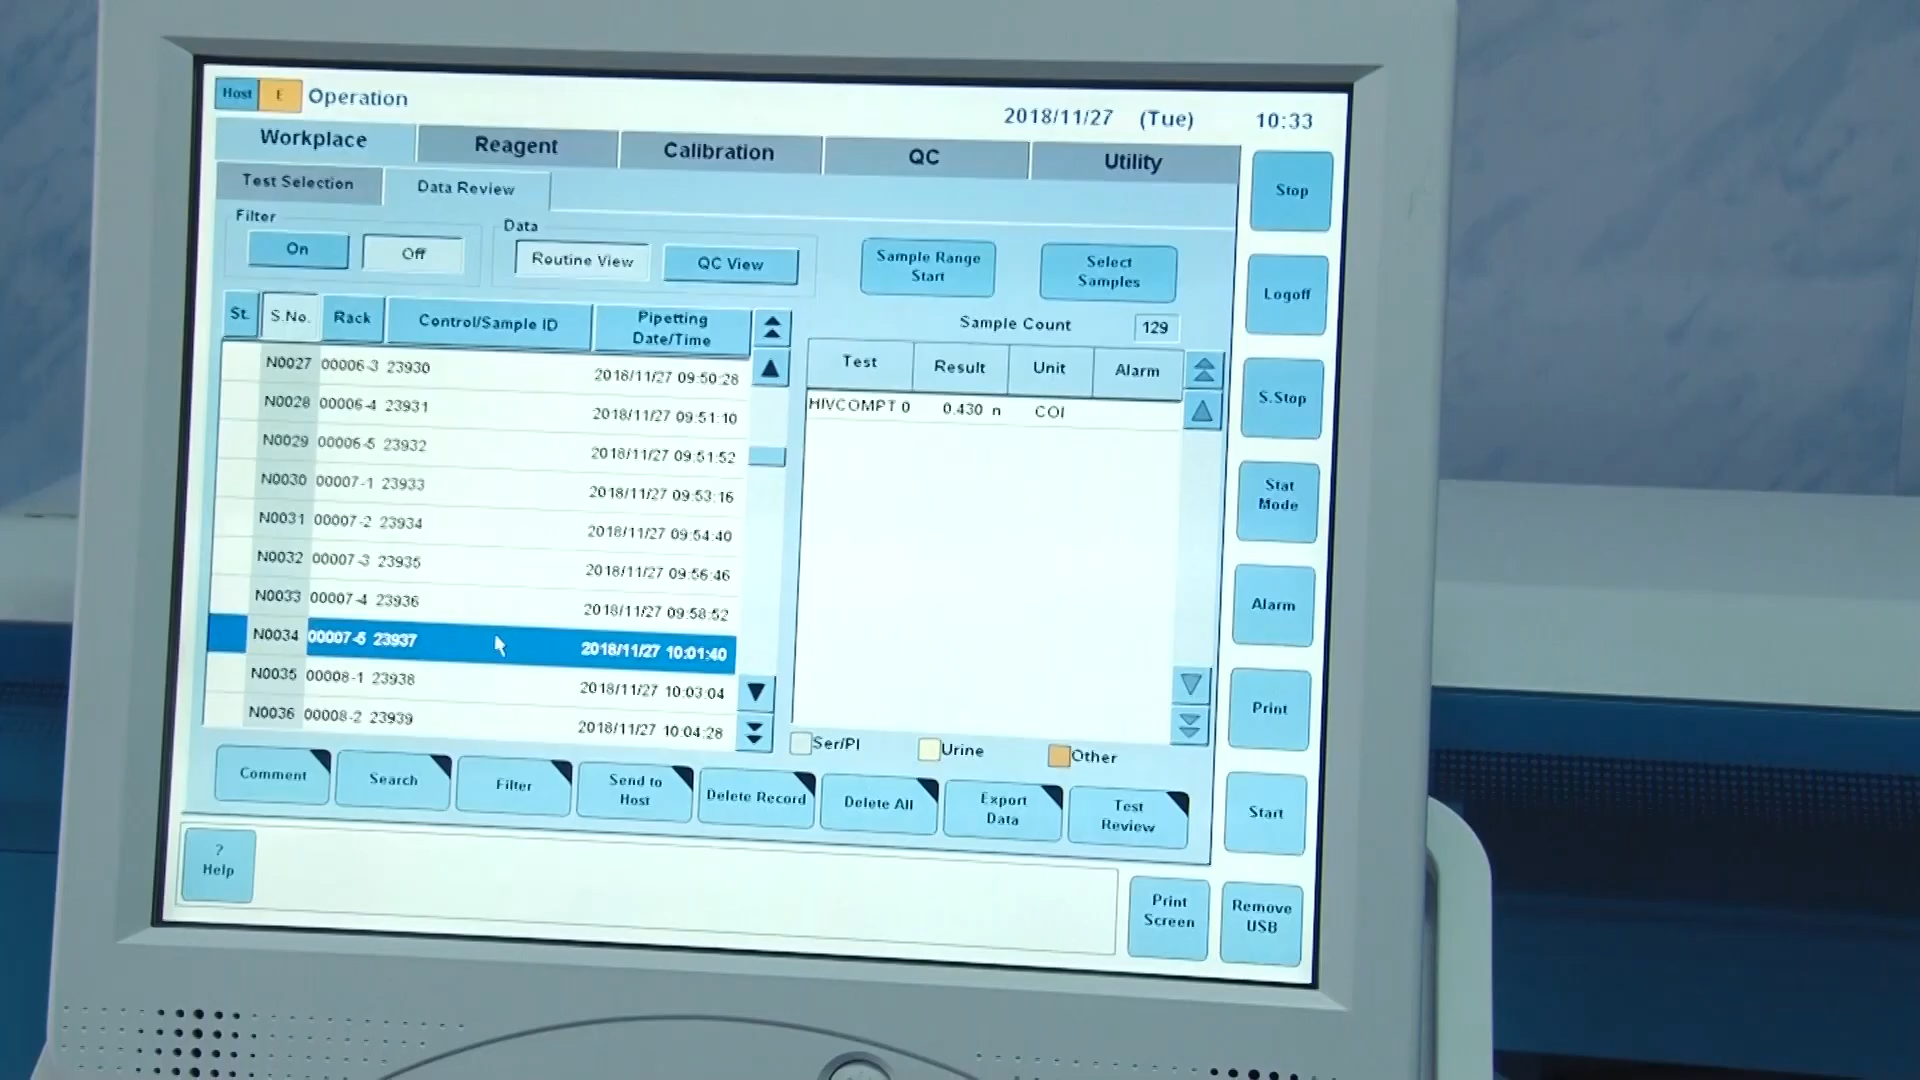 Host E Operation
2018/11/27 (Tue) 10:33
Workplace Reagent Calibration QC Utility
Test Selection Data Review
Filter
On Off
Data
Routine View QC View
Sample Range Start
Select Samples
Sample Count 129
St. S.No. Rack Control/Sample ID Pipetting Date/Time
N0027 00006-3 23930 2018/11/27 09:50:28
N0028 00006-4 23931 2018/11/27 09:51:10
N0029 00006-5 23932 2018/11/27 09:51:52
N0030 00007-1 23933 2018/11/27 09:53:16
N0031 00007-2 23934 2018/11/27 09:54:40
N0032 00007-3 23935 2018/11/27 09:56:46
N0033 00007-4 23936 2018/11/27 09:58:52
N0034 00007-5 23937 2018/11/27 10:01:40
N0035 00008-1 23938 2018/11/27 10:03:04
N0036 00008-2 23939 2018/11/27 10:04:28
Test Result Unit Alarm
HIVCOMPT 0 0.430 n COI
Ser/Pl Urine Other
Comment Search Filter Send to Host Delete Record Delete All Export Data Test Review
? Help
Print Screen
Remove USB
Stop
Logoff
S.Stop
Stat Mode
Alarm
Print
Start